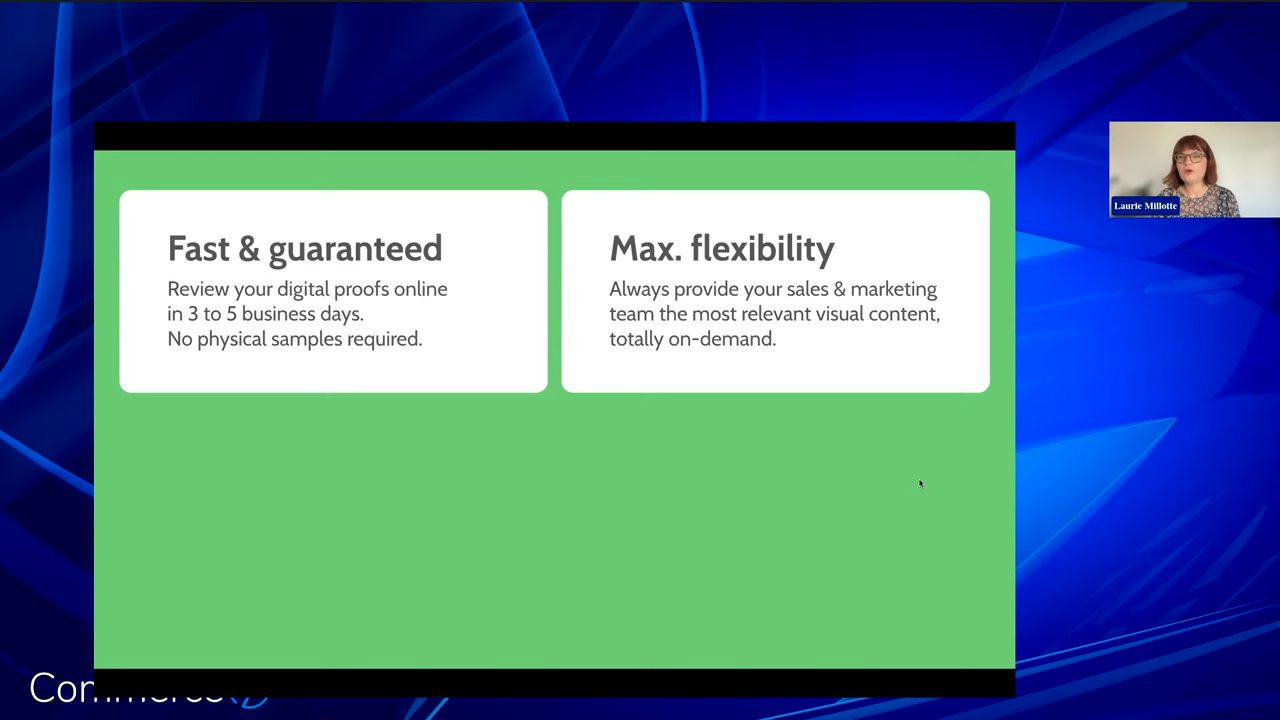 Fast & guaranteed
Review your digital proofs online
in 3 to 5 business days.
No physical samples required.
Max. flexibility
Always provide your sales & marketing
team the most relevant visual content,
totally on-demand.
Laurie Millotte